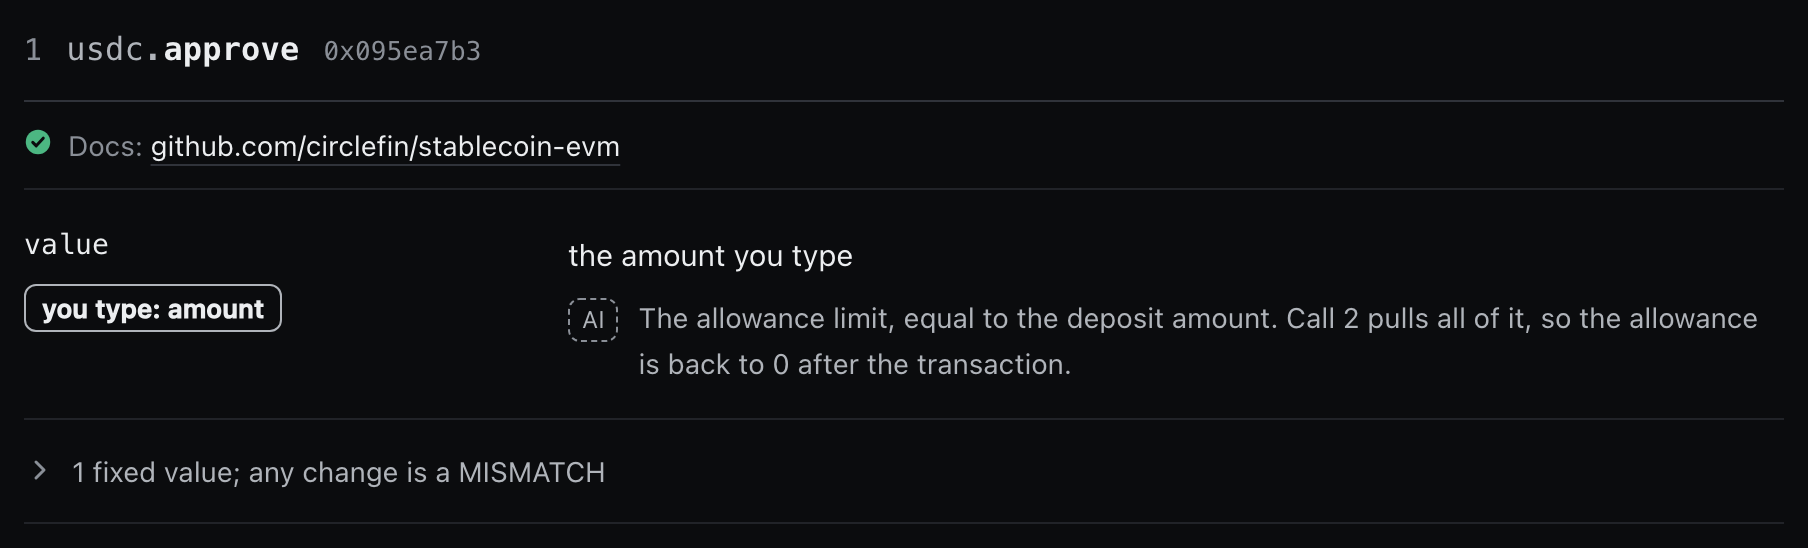 1 usdc.approve 0x095ea7b3
Docs: github.com/circlefin/stablecoin-evm
value
you type: amount
the amount you type
AI The allowance limit, equal to the deposit amount. Call 2 pulls all of it, so the allowance
is back to 0 after the transaction.
1 fixed value; any change is a MISMATCH